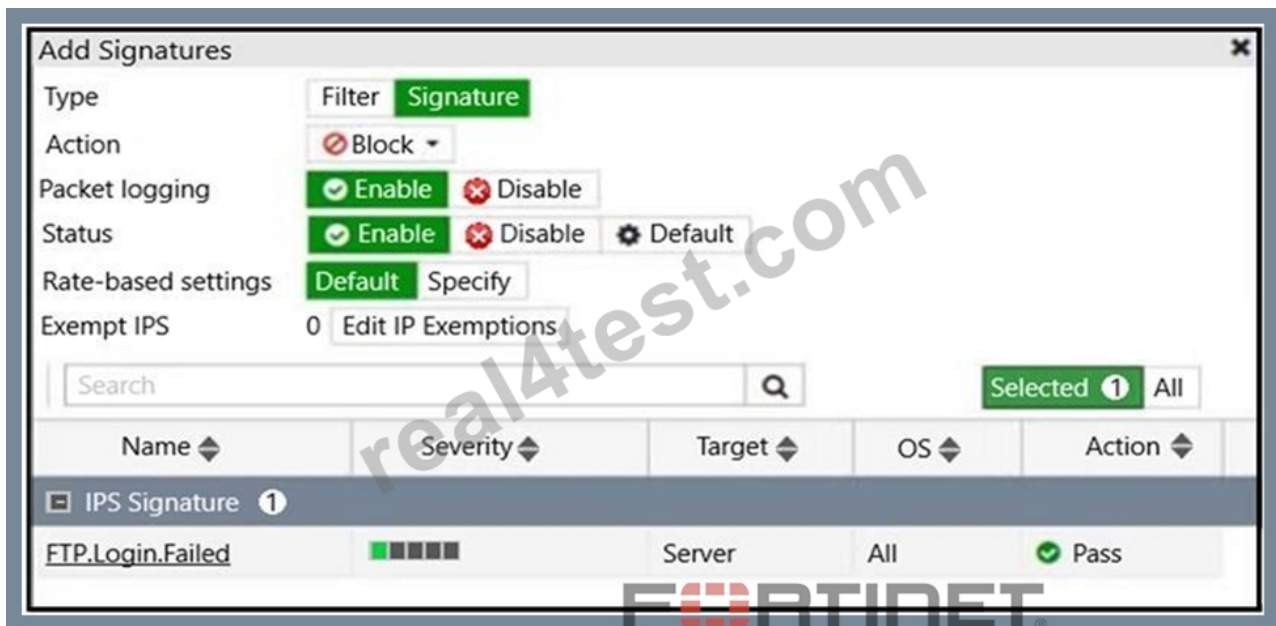 Add Signatures
Type Filter Signature
Action Block
Packet logging Enable Disable
Status Enable Disable Default
Rate-based settings Default Specify
Exempt IPS 0 Edit IP Exemptions
Search Selected 1 All
Name Severity Target OS Action
IPS Signature 1
FTP.Login.Failed Server All Pass
real4test.com
FORTINET®